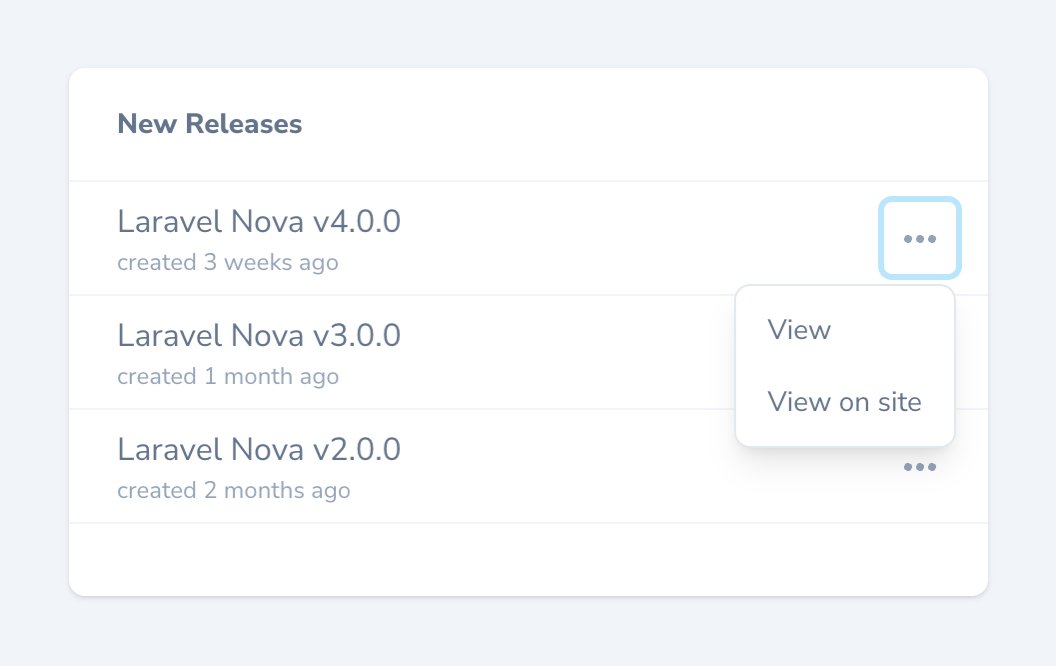 New Releases
Laravel Nova v4.0.0
created 3 weeks ago
View
View on site
Laravel Nova v3.0.0
created 1 month ago
Laravel Nova v2.0.0
created 2 months ago